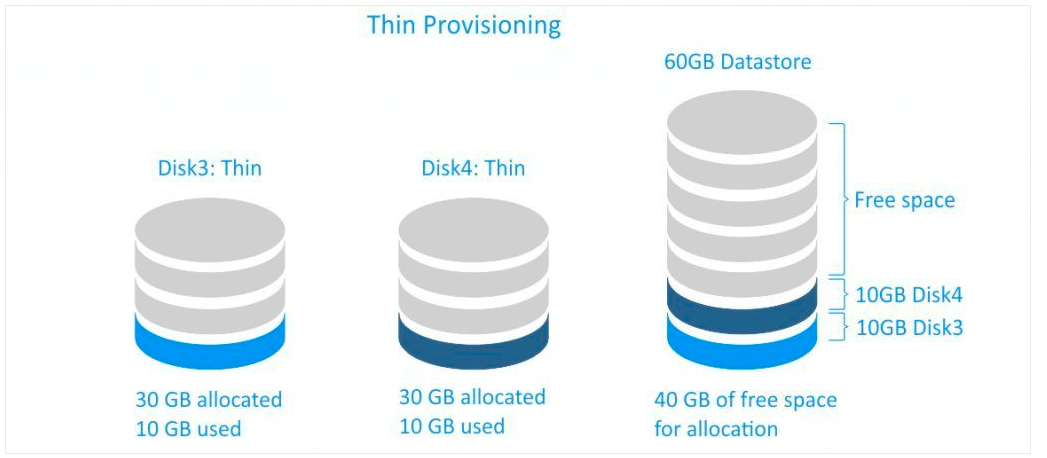 Thin Provisioning
60GB Datastore
Disk3: Thin
Disk4: Thin
Free space
10GB Disk4
10GB Disk3
30 GB allocated
10 GB used
30 GB allocated
10 GB used
40 GB of free space
for allocation